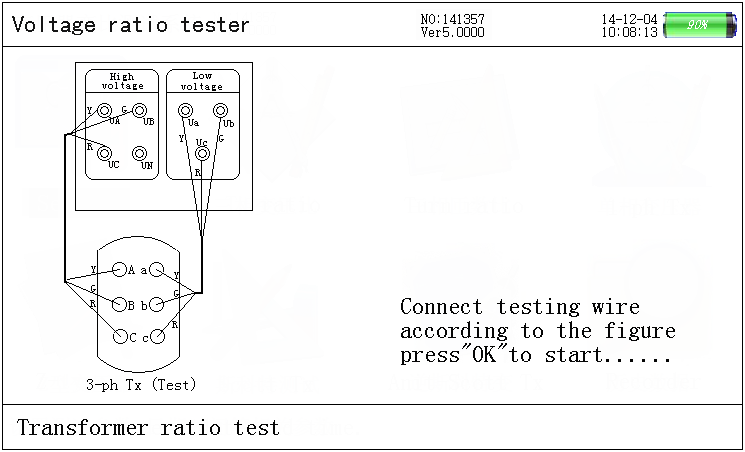 Voltage ratio tester
NO:141357
Ver5.0000
14-12-04
10:08:13
90%
High
voltage
Low
voltage
Y
UA
G
UB
Ua
Ub
Y
Uc
G
R
UC
UN
R
Y
A
a
Y
G
B
b
G
R
C
c
R
3-ph Tx (Test)
Connect testing wire
according to the figure
press"OK"to start......
Transformer ratio test